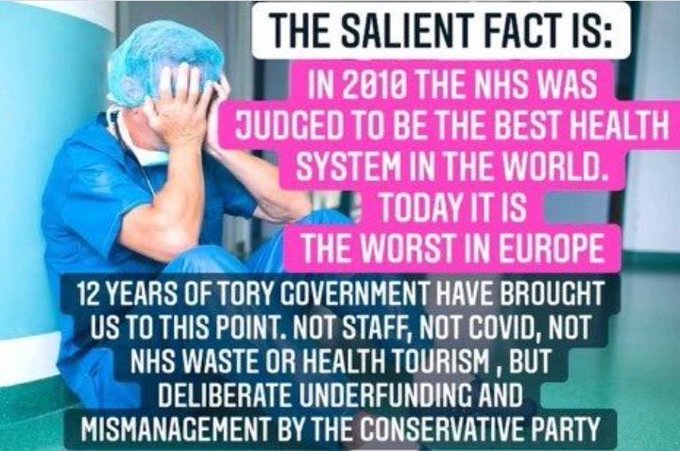 THE SALIENT FACT IS:
IN 2010 THE NHS WAS
JUDGED TO BE THE BEST HEALTH
SYSTEM IN THE WORLD.
TODAY IT IS
THE WORST IN EUROPE
12 YEARS OF TORY GOVERNMENT HAVE BROUGHT
US TO THIS POINT. NOT STAFF, NOT COVID, NOT
NHS WASTE OR HEALTH TOURISM , BUT
DELIBERATE UNDERFUNDING AND
MISMANAGEMENT BY THE CONSERVATIVE PARTY